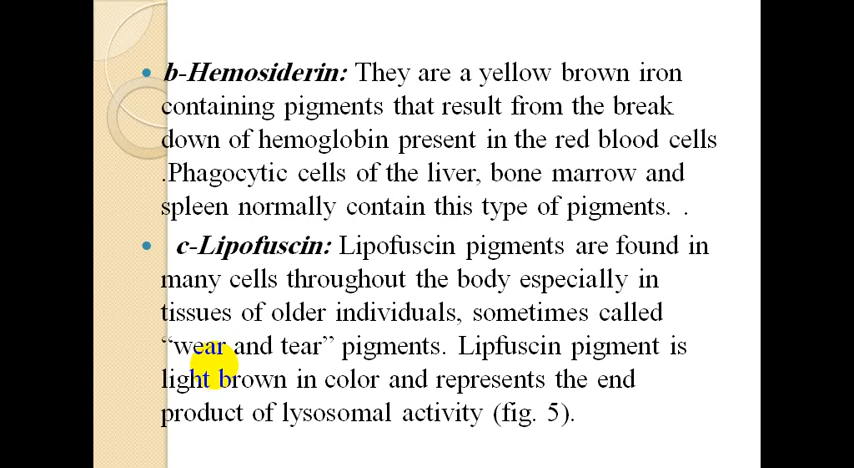 b-Hemosiderin: They are a yellow brown iron
containing pigments that result from the break
down of hemoglobin present in the red blood cells
.Phagocytic cells of the liver, bone marrow and
spleen normally contain this type of pigments. .
c-Lipofuscin: Lipofuscin pigments are found in
many cells throughout the body especially in
tissues of older individuals, sometimes called
“wear and tear” pigments. Lipfuscin pigment is
light brown in color and represents the end
product of lysosomal activity (fig. 5).